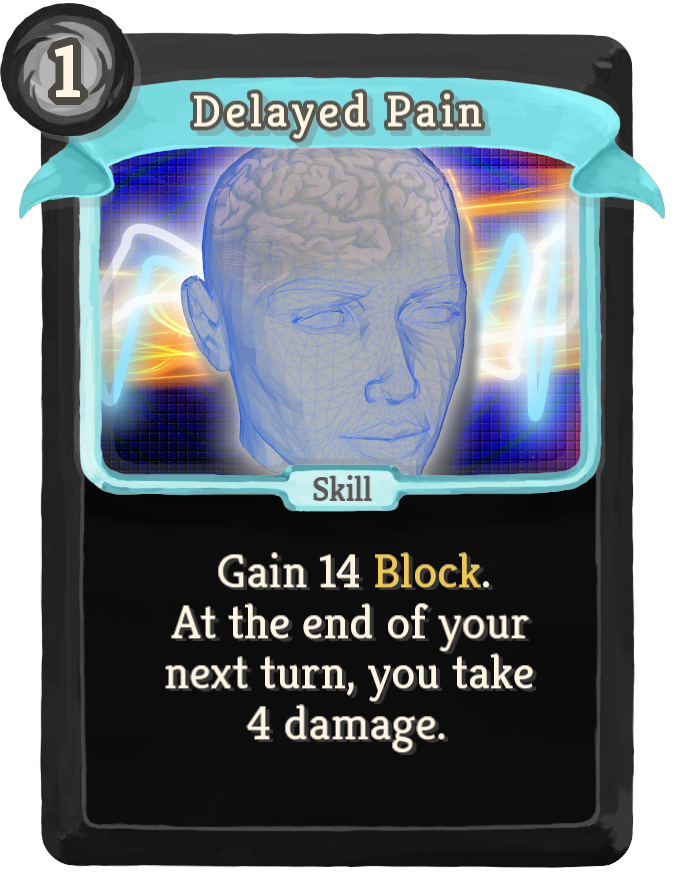 1
Delayed Pain
Skill
Gain 14 Block.
At the end of your
next turn, you take
4 damage.